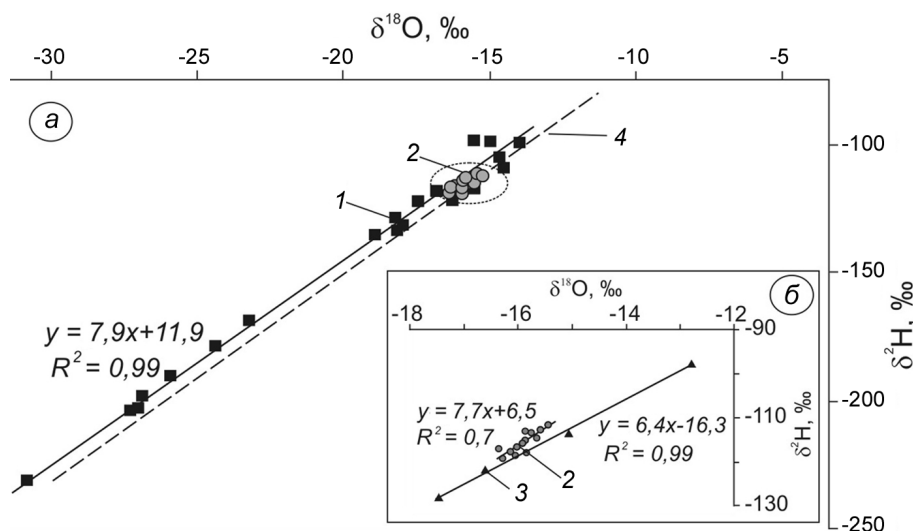 δ¹⁸O, ‰
-30 -25 -20 -15 -10 -5
а
2
4
-100
1
-150
δ¹⁸O, ‰
б
-18 -16 -14 -12
-90
y = 7,9x+11,9
R² = 0,99
δ²H, ‰
-200
y = 7,7x+6,5
R² = 0,7
-110
δ²H, ‰
y = 6,4x-16,3
R² = 0,99
2
3
-130
-250